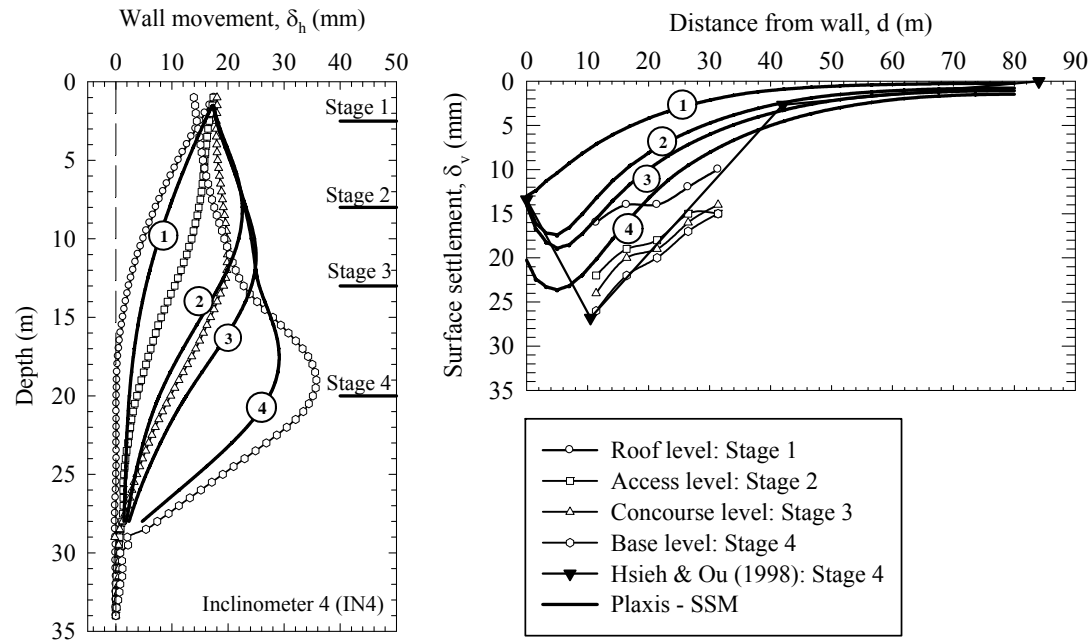 Wall movement, δh (mm)
0 10 20 30 40 50
0
5
10
15
20
25
30
35
Depth (m)
Stage 1
Stage 2
Stage 3
Stage 4
1
2
3
4
Inclinometer 4 (IN4)
Distance from wall, d (m)
0 10 20 30 40 50 60 70 80 90
0
5
10
15
20
25
30
35
Surface settlement, δv (mm)
1
2
3
4
Roof level: Stage 1
Access level: Stage 2
Concourse level: Stage 3
Base level: Stage 4
Hsieh & Ou (1998): Stage 4
Plaxis - SSM